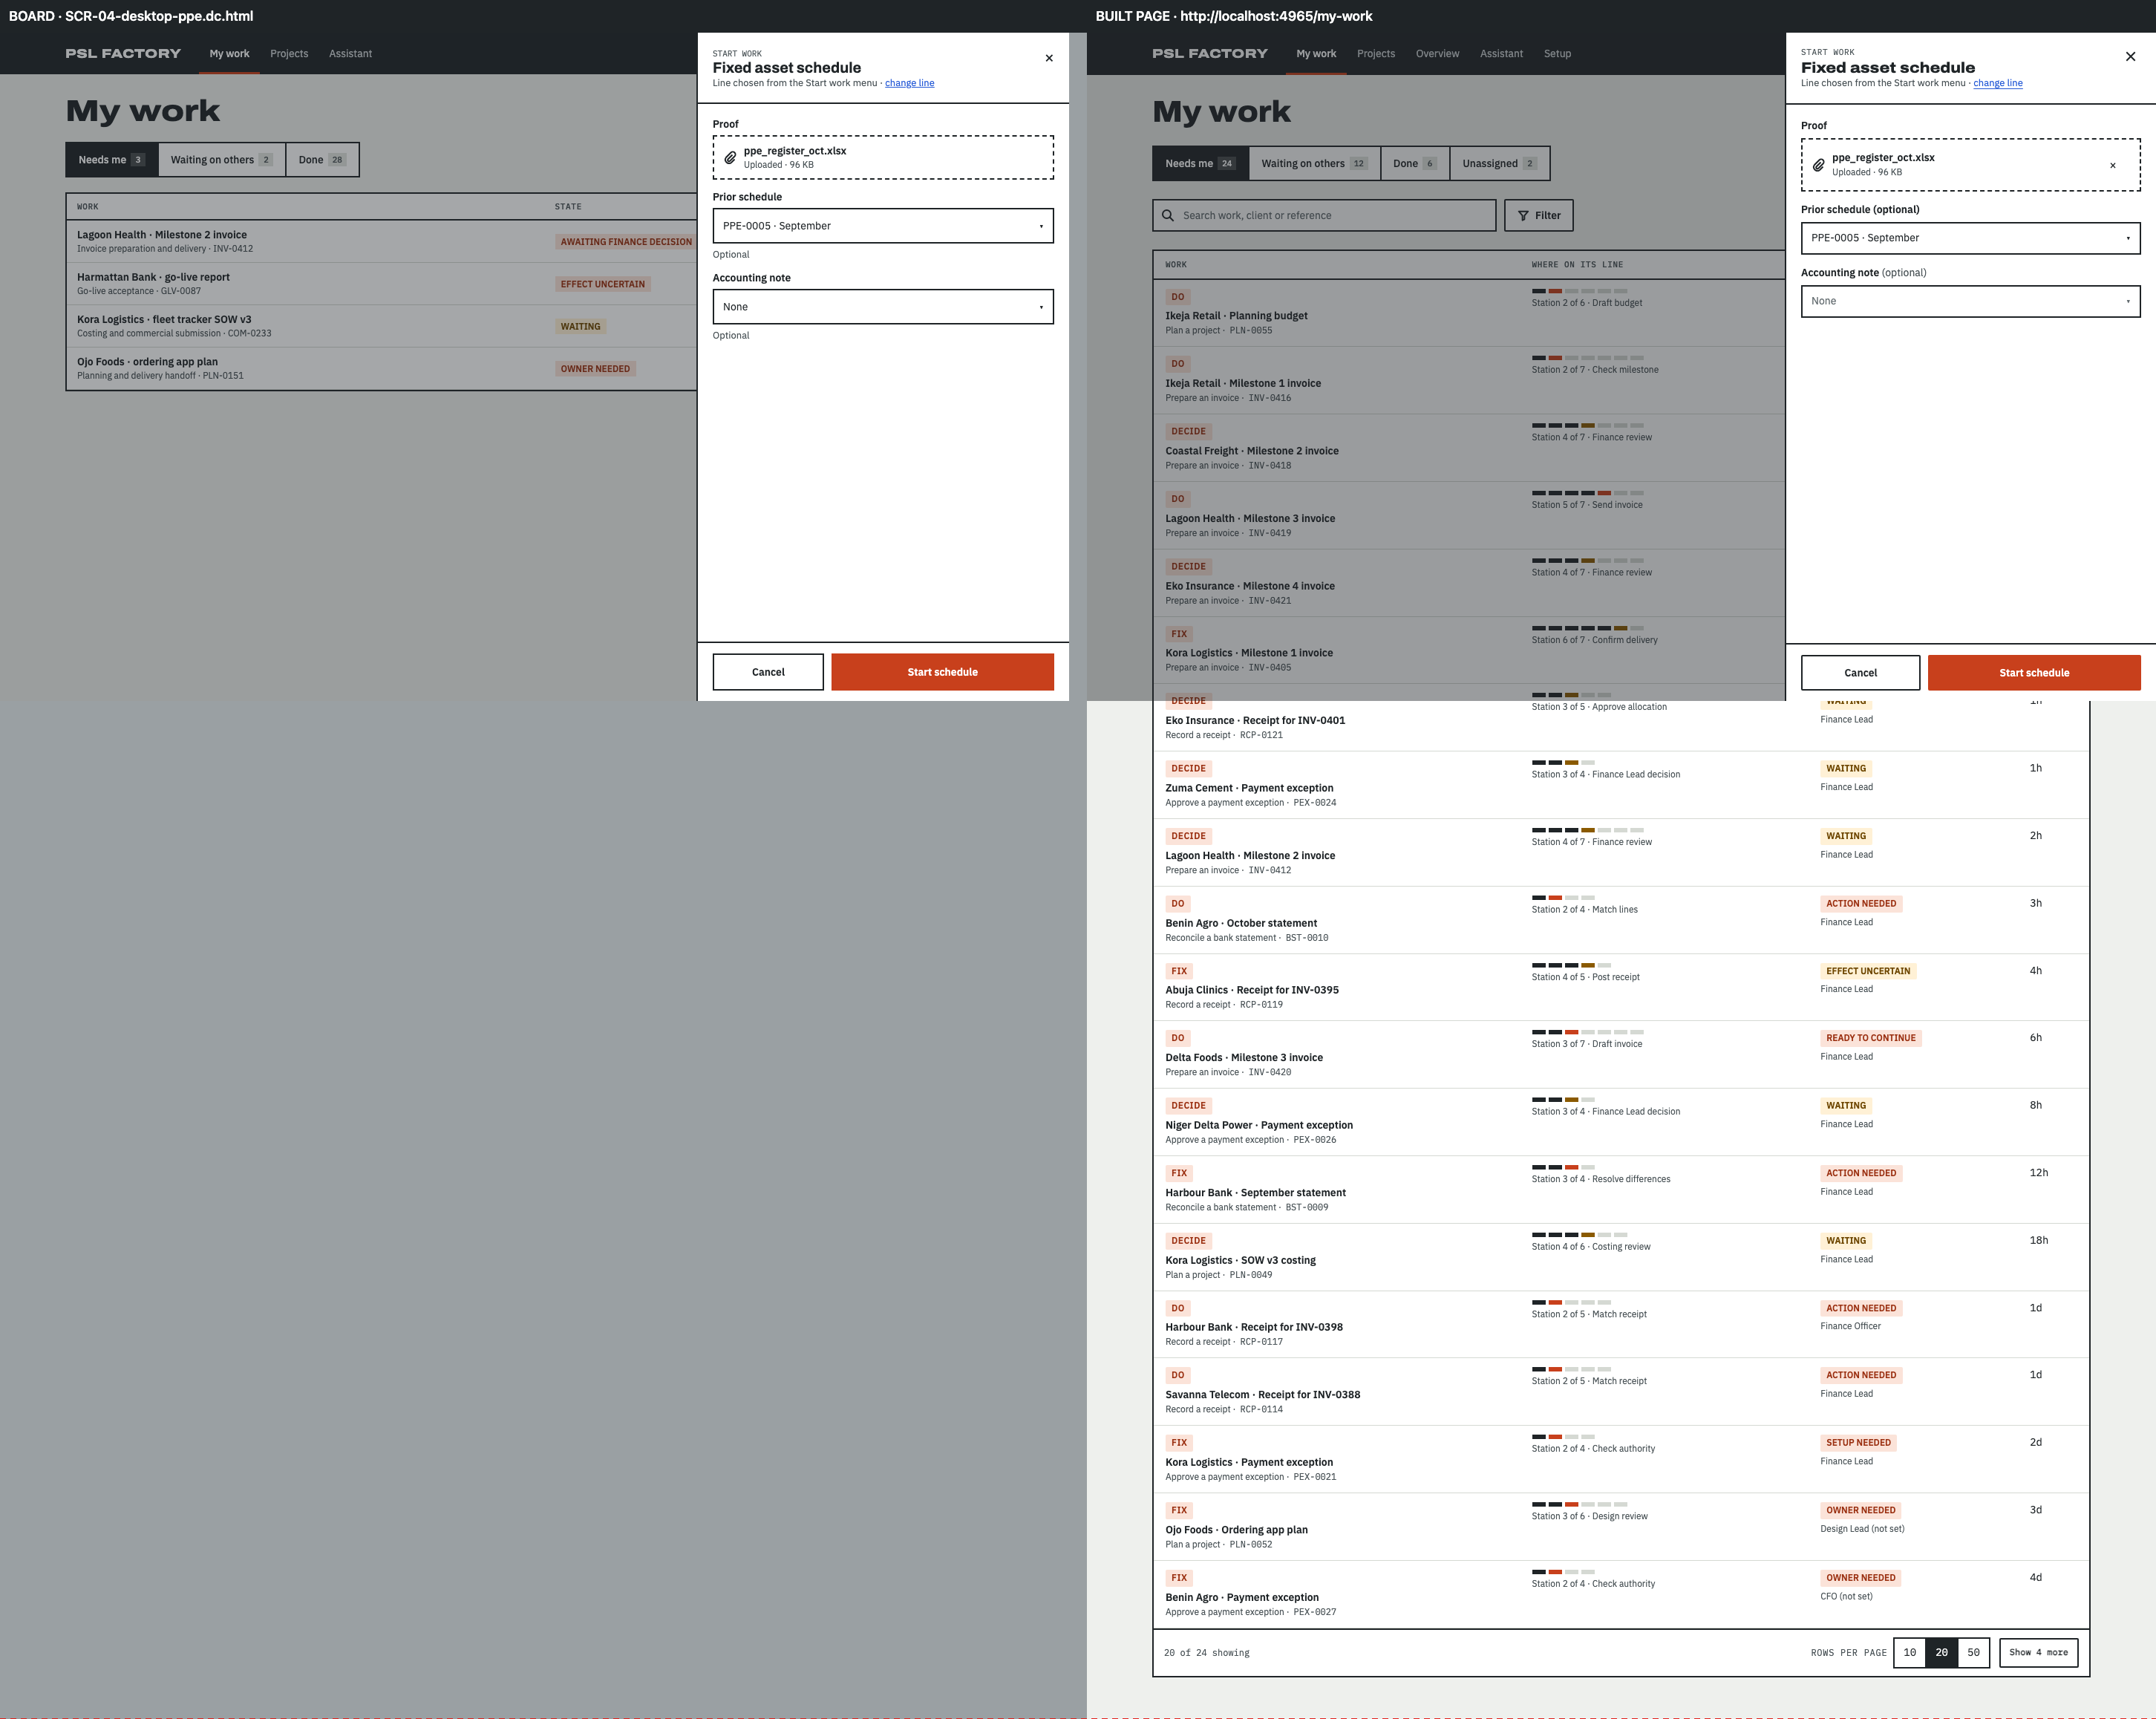 BOARD · SCR-04-desktop-ppe.dc.html
PSL FACTORY My work Projects Assistant
My work
Needs me 3 Waiting on others 2 Done 28
WORK STATE
Lagoon Health · Milestone 2 invoice
Invoice preparation and delivery · INV-0412
AWAITING FINANCE DECISION
Harmattan Bank · go-live report
Go-live acceptance · GLV-0087
EFFECT UNCERTAIN
Kora Logistics · fleet tracker SOW v3
Costing and commercial submission · COM-0233
WAITING
Ojo Foods · ordering app plan
Planning and delivery handoff · PLN-0151
OWNER NEEDED
START WORK
Fixed asset schedule
Line chosen from the Start work menu · change line
Proof
ppe_register_oct.xlsx
Uploaded · 96 KB
Prior schedule
PPE-0005 · September
Optional
Accounting note
None
Optional
Cancel Start schedule
BUILT PAGE · http://localhost:4965/my-work
PSL FACTORY My work Projects Overview Assistant Setup
My work
Needs me 24 Waiting on others 12 Done 6 Unassigned 2
Search work, client or reference Filter
WORK WHERE ON ITS LINE
DO
Ikeja Retail · Planning budget
Plan a project · PLN-0055
Station 2 of 6 · Draft budget
DO
Ikeja Retail · Milestone 1 invoice
Prepare an invoice · INV-0416
Station 2 of 7 · Check milestone
DECIDE
Coastal Freight · Milestone 2 invoice
Prepare an invoice · INV-0418
Station 4 of 7 · Finance review
DO
Lagoon Health · Milestone 3 invoice
Prepare an invoice · INV-0419
Station 5 of 7 · Send invoice
DECIDE
Eko Insurance · Milestone 4 invoice
Prepare an invoice · INV-0421
Station 4 of 7 · Finance review
FIX
Kora Logistics · Milestone 1 invoice
Prepare an invoice · INV-0405
Station 6 of 7 · Confirm delivery
START WORK
Fixed asset schedule
Line chosen from the Start work menu · change line
Proof
ppe_register_oct.xlsx
Uploaded · 96 KB
Prior schedule (optional)
PPE-0005 · September
Accounting note (optional)
None
Cancel Start schedule
DECIDE
Eko Insurance · Receipt for INV-0401
Record a receipt · RCP-0121
Station 3 of 5 · Approve allocation
WAITING
Finance Lead
1h
DECIDE
Zuma Cement · Payment exception
Approve a payment exception · PEX-0024
Station 3 of 4 · Finance Lead decision
WAITING
Finance Lead
1h
DECIDE
Lagoon Health · Milestone 2 invoice
Prepare an invoice · INV-0412
Station 4 of 7 · Finance review
WAITING
Finance Lead
2h
DO
Benin Agro · October statement
Reconcile a bank statement · BST-0010
Station 2 of 4 · Match lines
ACTION NEEDED
Finance Lead
3h
FIX
Abuja Clinics · Receipt for INV-0395
Record a receipt · RCP-0119
Station 4 of 5 · Post receipt
EFFECT UNCERTAIN
Finance Lead
4h
DO
Delta Foods · Milestone 3 invoice
Prepare an invoice · INV-0420
Station 3 of 7 · Draft invoice
READY TO CONTINUE
Finance Lead
6h
DECIDE
Niger Delta Power · Payment exception
Approve a payment exception · PEX-0026
Station 3 of 4 · Finance Lead decision
WAITING
Finance Lead
8h
FIX
Harbour Bank · September statement
Reconcile a bank statement · BST-0009
Station 3 of 4 · Resolve differences
ACTION NEEDED
Finance Lead
12h
DECIDE
Kora Logistics · SOW v3 costing
Plan a project · PLN-0049
Station 4 of 6 · Costing review
WAITING
Finance Lead
18h
DO
Harbour Bank · Receipt for INV-0398
Record a receipt · RCP-0117
Station 2 of 5 · Match receipt
ACTION NEEDED
Finance Officer
1d
DO
Savanna Telecom · Receipt for INV-0388
Record a receipt · RCP-0114
Station 2 of 5 · Match receipt
ACTION NEEDED
Finance Lead
1d
FIX
Kora Logistics · Payment exception
Approve a payment exception · PEX-0021
Station 2 of 4 · Check authority
SETUP NEEDED
Finance Lead
2d
FIX
Ojo Foods · Ordering app plan
Plan a project · PLN-0052
Station 3 of 6 · Design review
OWNER NEEDED
Design Lead (not set)
3d
FIX
Benin Agro · Payment exception
Approve a payment exception · PEX-0027
Station 2 of 4 · Check authority
OWNER NEEDED
CFO (not set)
4d
20 of 24 showing ROWS PER PAGE 10 20 50 Show 4 more